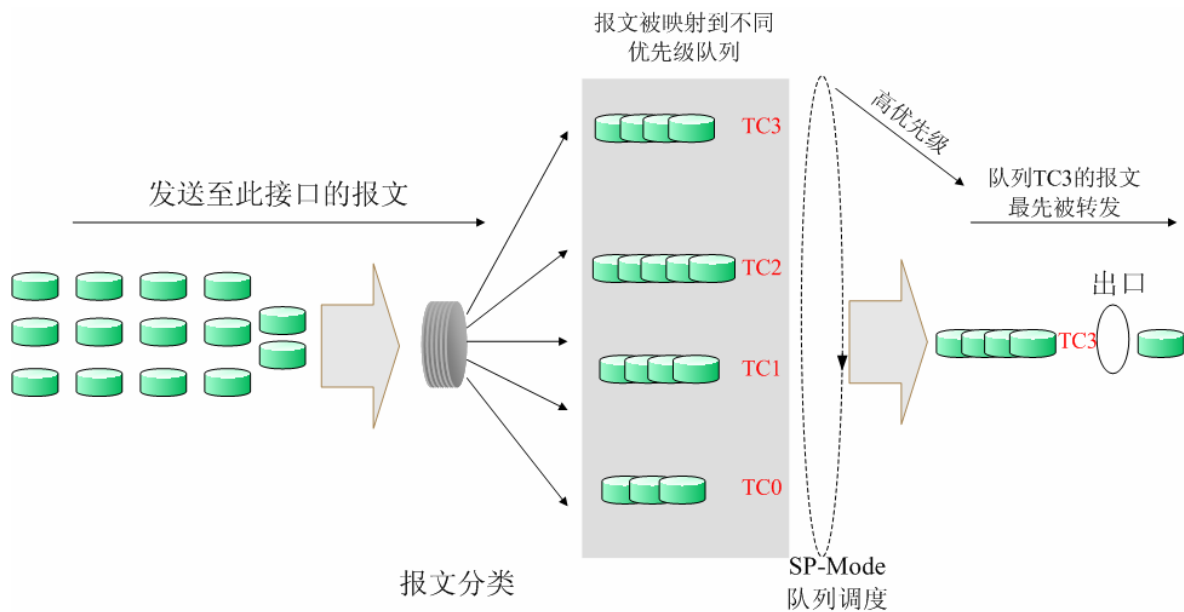 报文被映射到不同
优先级队列
发送至此接口的报文
TC3
TC2
TC1
TC0
高优先级
队列TC3的报文
最先被转发
出口
TC3
报文分类
SP-Mode
队列调度